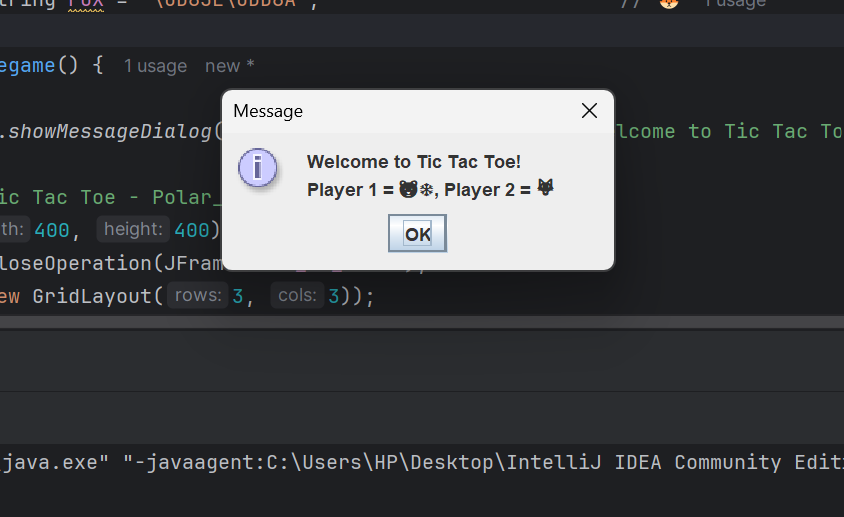 FOX = "\uD83E\uDD8A"; // 🦊 1 usage
egame() { 1 usage new *
Message
.showMessageDialog(
lcome to Tic Tac To
Welcome to Tic Tac Toe!
Player 1 = 🐻❄, Player 2 = 🦊
ic Tac Toe - Polar_
OK
th: 400, height: 400)
loseOperation(JFram
ew GridLayout( rows: 3, cols: 3));
java.exe" "-javaagent:C:\Users\HP\Desktop\IntelliJ IDEA Community Edit